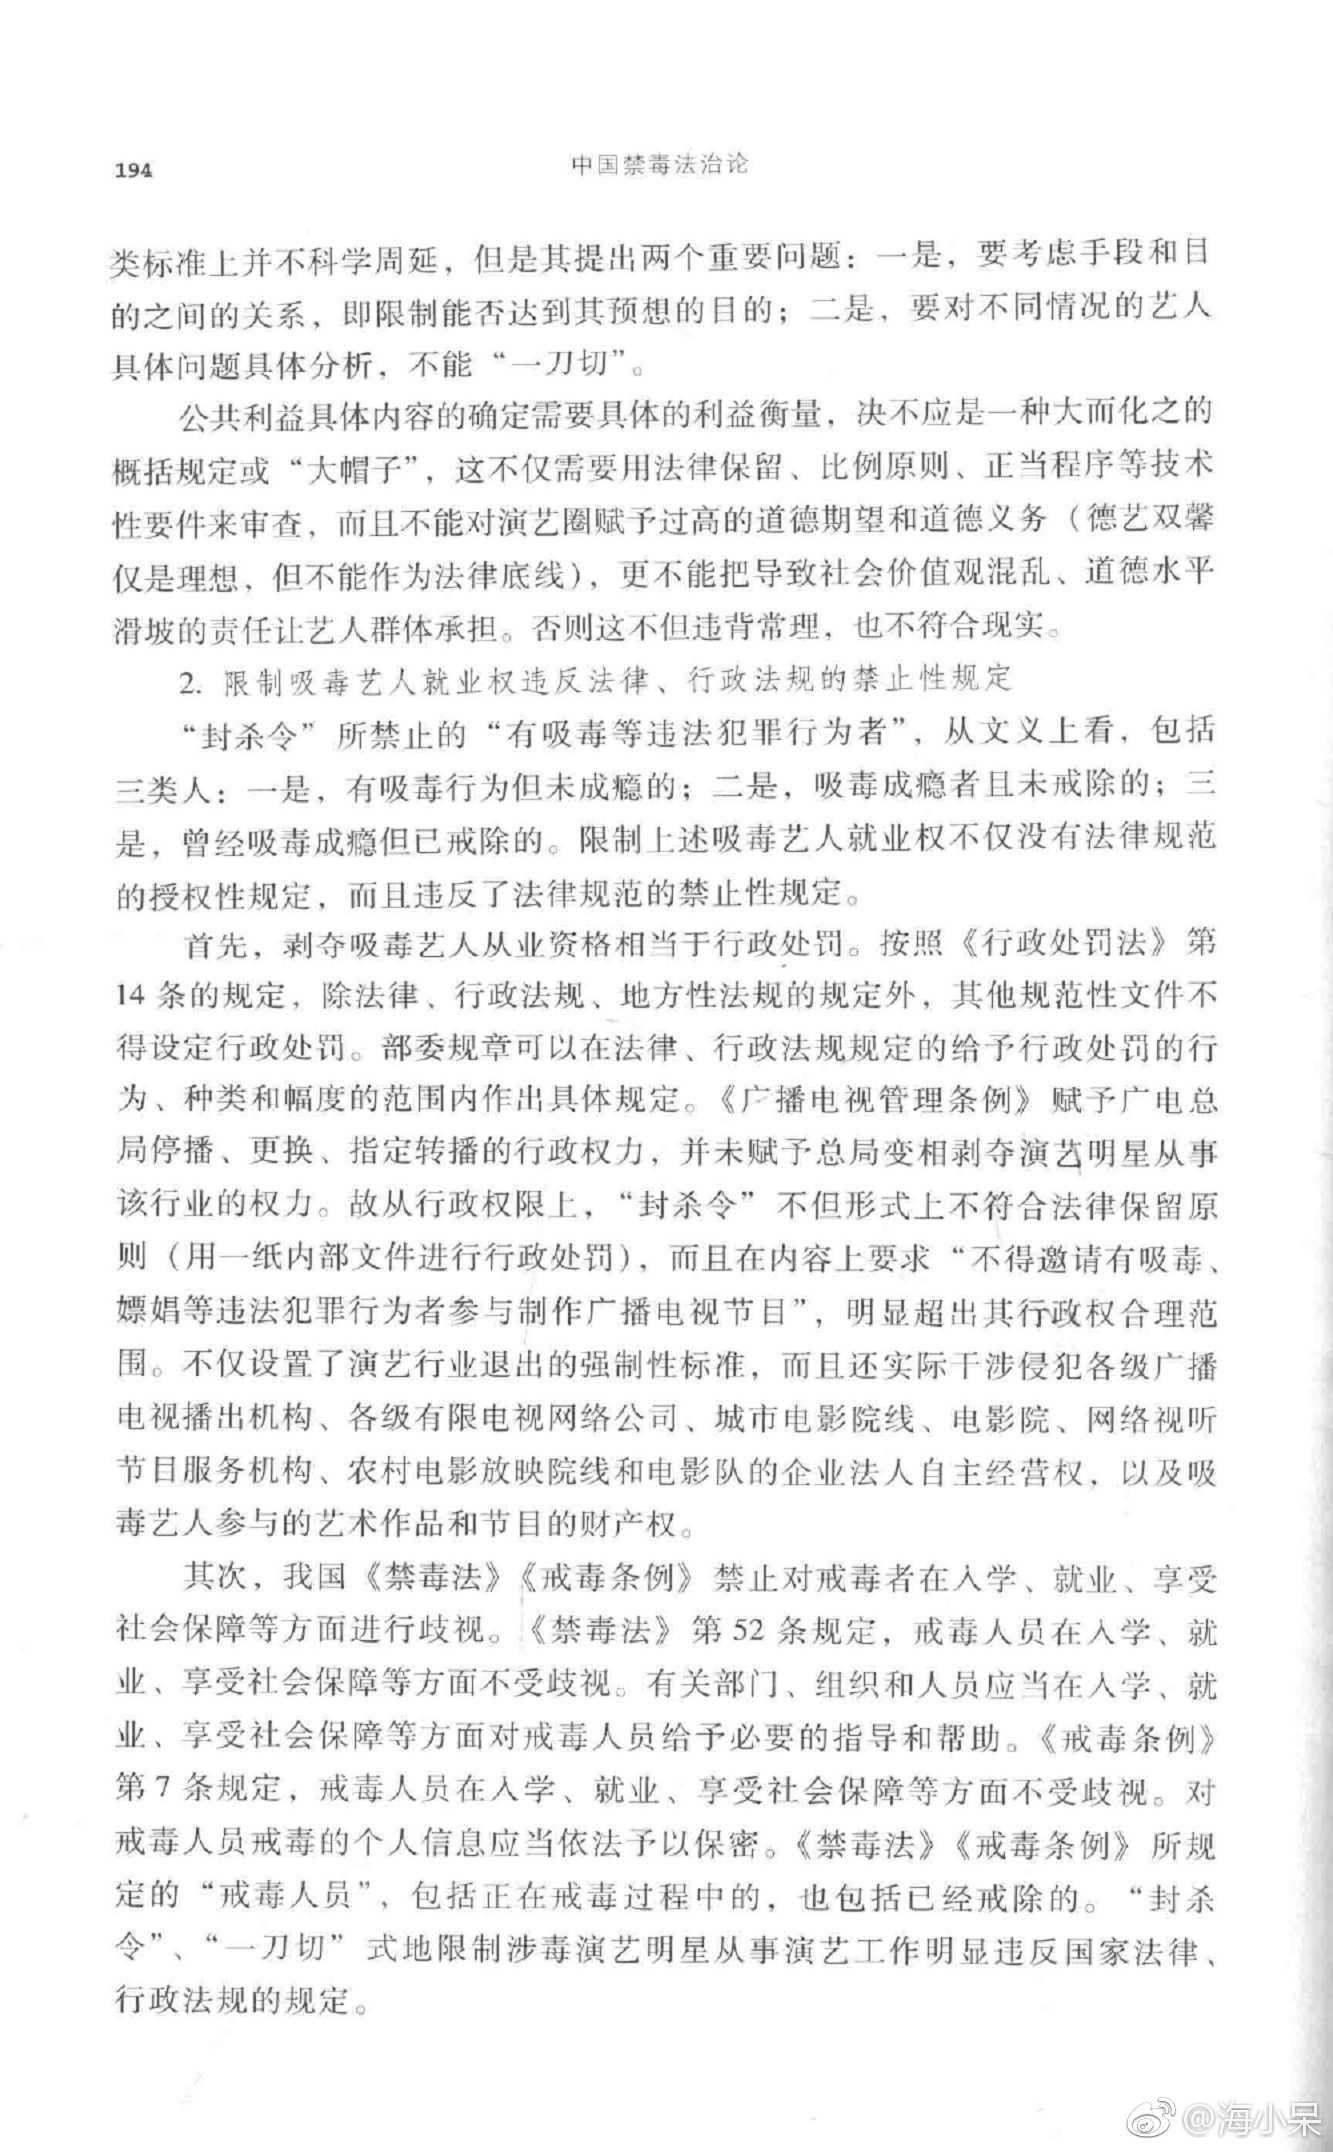 194
中国禁毒法治论
类标准上并不科学周延，但是其提出两个重要问题：一是，要考虑手段和目
的之间的关系，即限制能否达到其预想的目的；二是，要对不同情况的艺人
具体问题具体分析，不能“一刀切”。
公共利益具体内容的确定需要具体的利益衡量，决不应是一种大而化之的
概括规定或“大帽子”，这不仅需要用法律保留、比例原则、正当程序等技术
性要件来审查，而且不能对演艺圈赋予过高的道德期望和道德义务（德艺双馨
仅是理想，但不能作为法律底线），更不能把导致社会价值观混乱、道德水平
滑坡的责任让艺人群体承担。否则这不但违背常理，也不符合现实。
2. 限制吸毒艺人就业权违反法律、行政法规的禁止性规定
“封杀令”所禁止的“有吸毒等违法犯罪行为者”，从文义上看，包括
三类人：一是，有吸毒行为但未成瘾的；二是，吸毒成瘾者且未戒除的；三
是，曾经吸毒成瘾但已戒除的。限制上述吸毒艺人就业权不仅没有法律规范
的授权性规定，而且违反了法律规范的禁止性规定。
首先，剥夺吸毒艺人从业资格相当于行政处罚。按照《行政处罚法》第
14 条的规定，除法律、行政法规、地方性法规的规定外，其他规范性文件不
得设定行政处罚。部委规章可以在法律、行政法规规定的给予行政处罚的行
为、种类和幅度的范围内作出具体规定。《广播电视管理条例》赋予广电总
局停播、更换、指定转播的行政权力，并未赋予总局变相剥夺演艺明星从事
该行业的权力。故从行政权限上，“封杀令”不但形式上不符合法律保留原
则（用一纸内部文件进行行政处罚），而且在内容上要求“不得邀请有吸毒、
嫖娼等违法犯罪行为者参与制作广播电视节目”，明显超出其行政权合理范
围。不仅设置了演艺行业退出的强制性标准，而且还实际干涉侵犯各级广播
电视播出机构、各级有限电视网络公司、城市电影院线、电影院、网络视听
节目服务机构、农村电影放映院线和电影队的企业法人自主经营权，以及吸
毒艺人参与的艺术作品和节目的财产权。
其次，我国《禁毒法》《戒毒条例》禁止对戒毒者在入学、就业、享受
社会保障等方面进行歧视。《禁毒法》第 52 条规定，戒毒人员在入学、就
业、享受社会保障等方面不受歧视。有关部门、组织和人员应当在入学、就
业、享受社会保障等方面对戒毒人员给予必要的指导和帮助。《戒毒条例》
第 7 条规定，戒毒人员在入学、就业、享受社会保障等方面不受歧视。对
戒毒人员戒毒的个人信息应当依法予以保密。《禁毒法》《戒毒条例》所规
定的“戒毒人员”，包括正在戒毒过程中的，也包括已经戒除的。“封杀
令”、“一刀切”式地限制涉毒演艺明星从事演艺工作明显违反国家法律、
行政法规的规定。
@海小呆